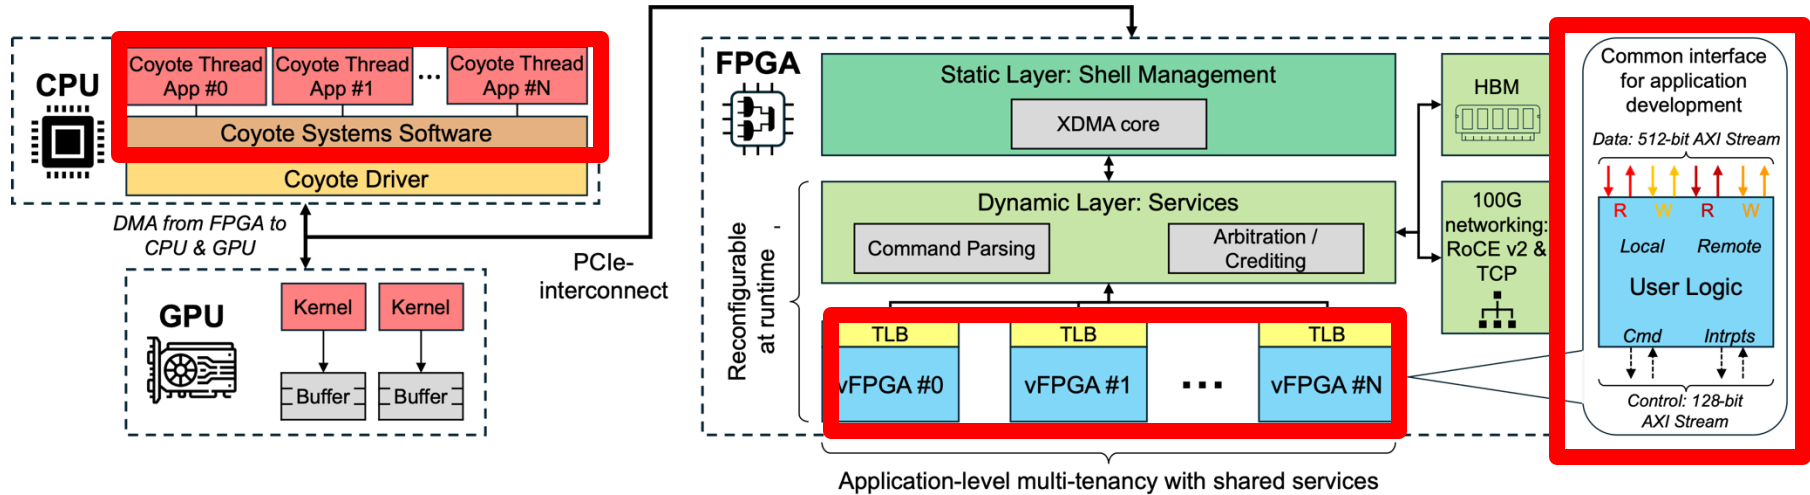 CPU
Coyote Thread
App #0
Coyote Thread
App #1
...
Coyote Thread
App #N
Coyote Systems Software
Coyote Driver
DMA from FPGA to
CPU & GPU
GPU
Kernel
Kernel
Buffer
Buffer
PCIe-
interconnect
FPGA
Static Layer: Shell Management
XDMA core
Reconfigurable
at runtime
Dynamic Layer: Services
Command Parsing
Arbitration /
Crediting
HBM
100G
networking:
RoCE v2 &
TCP
TLB
vFPGA #0
TLB
vFPGA #1
...
TLB
vFPGA #N
Application-level multi-tenancy with shared services
Common interface
for application
development
Data: 512-bit AXI Stream
R W R W
Local Remote
User Logic
Cmd Intrpts
Control: 128-bit
AXI Stream